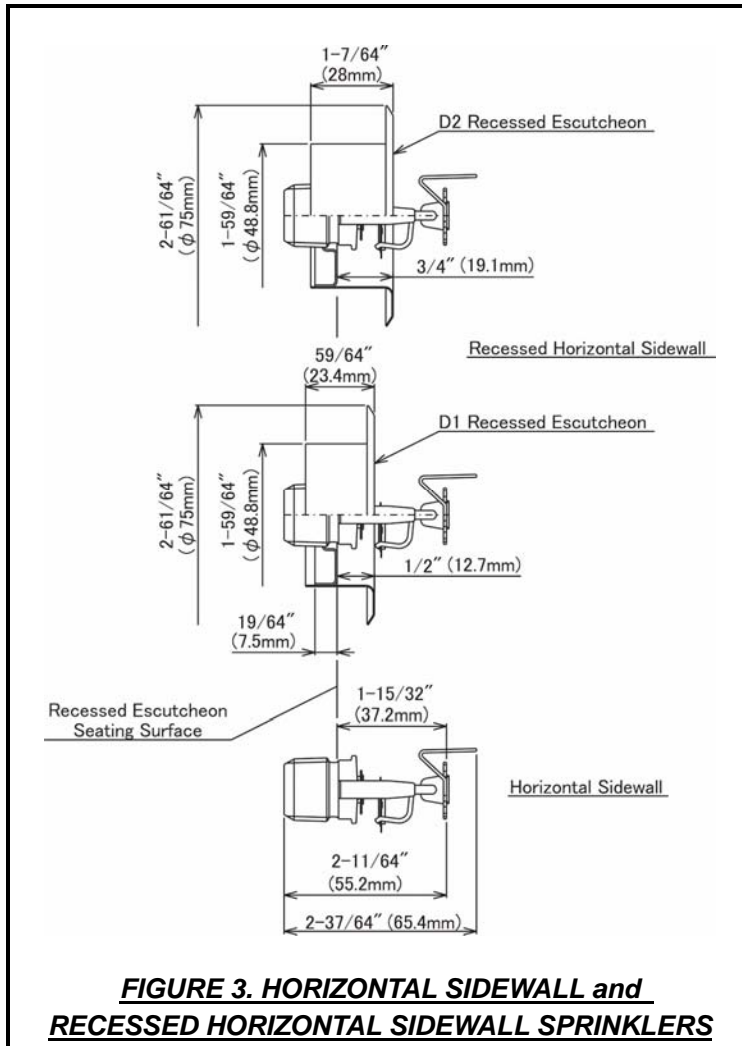 1-7/64″
(28mm)
D2 Recessed Escutcheon
2-61/64″
(φ75mm)
1-59/64″
(φ48.8mm)
3/4″ (19.1mm)
59/64″
(23.4mm)
Recessed Horizontal Sidewall
D1 Recessed Escutcheon
2-61/64″
(φ75mm)
1-59/64″
(φ48.8mm)
1/2″ (12.7mm)
19/64″
(7.5mm)
Recessed Escutcheon
Seating Surface
1-15/32″
(37.2mm)
Horizontal Sidewall
2-11/64″
(55.2mm)
2-37/64″ (65.4mm)
FIGURE 3. HORIZONTAL SIDEWALL and
RECESSED HORIZONTAL SIDEWALL SPRINKLERS